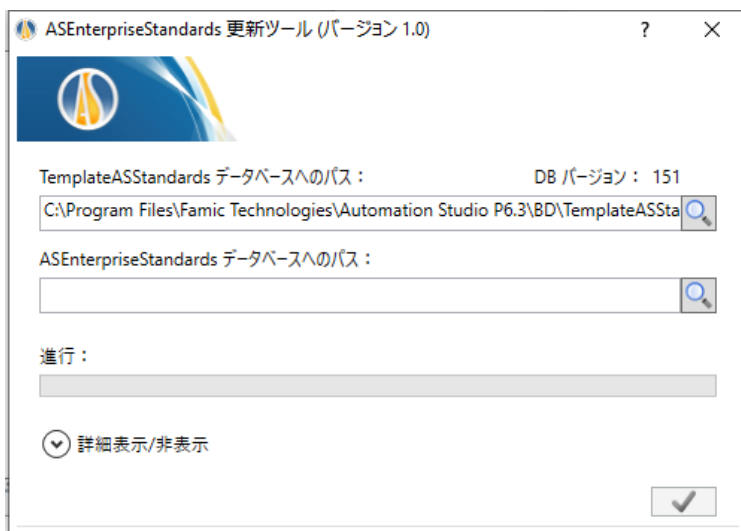 ASEnterpriseStandards 更新ツール (バージョン 1.0)
? ×
TemplateASStandards データベースへのパス： DB バージョン： 151
C:\Program Files\Famic Technologies\Automation Studio P6.3\BD\TemplateASSta
ASEnterpriseStandards データベースへのパス：
進行：
詳細表示/非表示